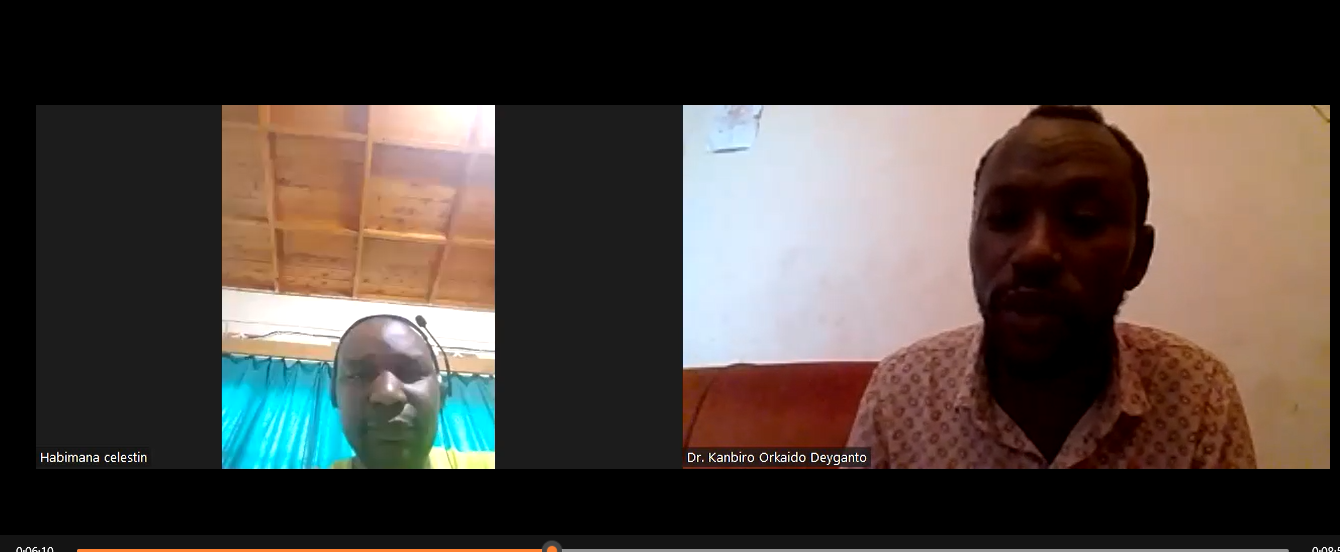 Habimana celestin
Dr. Kanbiro Orkaido Deyganto
0:06:10